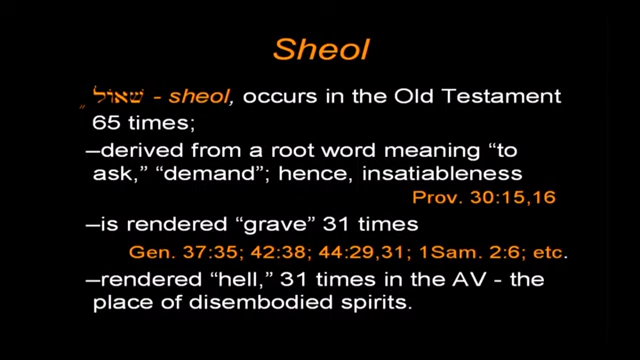 Sheol
שׁאוֹל - sheol, occurs in the Old Testament
65 times;
–derived from a root word meaning “to
ask,” “demand”; hence, insatiableness
Prov. 30:15,16
–is rendered “grave” 31 times
Gen. 37:35; 42:38; 44:29,31; 1Sam. 2:6; etc.
–rendered “hell,” 31 times in the AV - the
place of disembodied spirits.